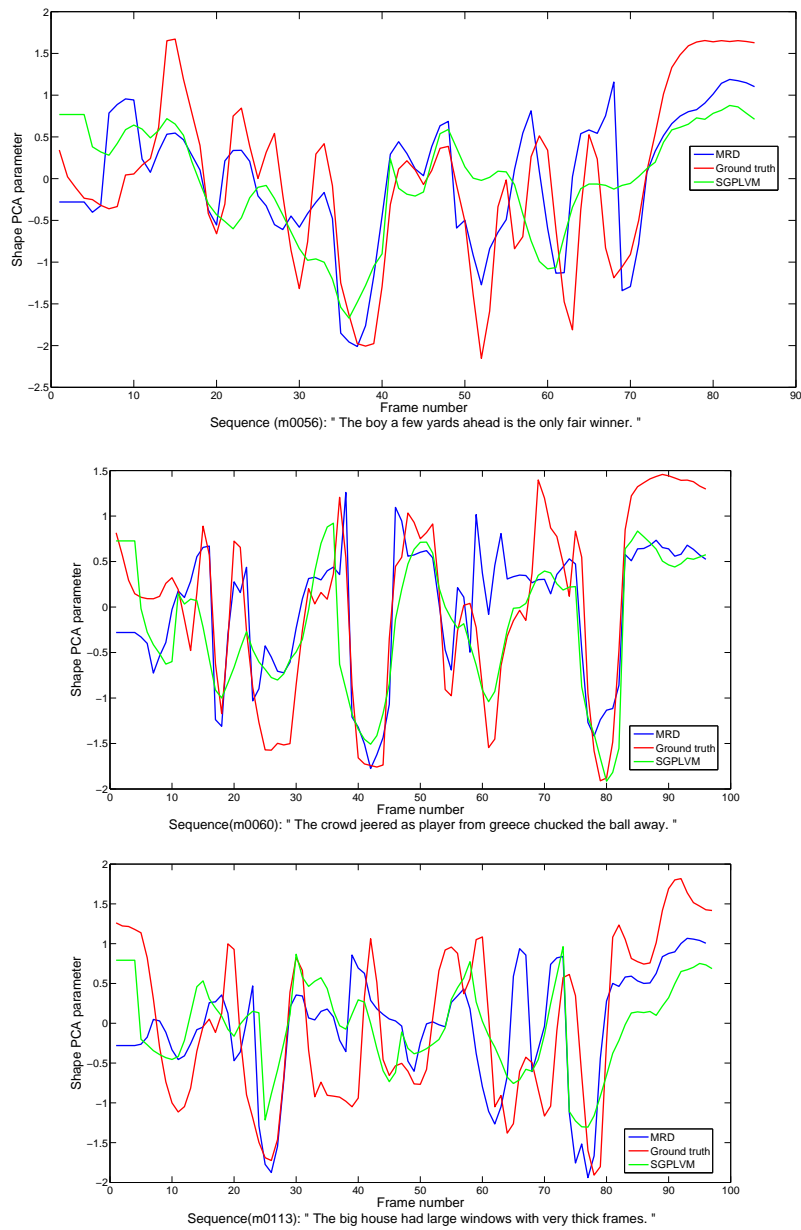 2
1.5
1
0.5
0
−0.5
−1
−1.5
−2
−2.5
Shape PCA parameter
MRD
Ground truth
SGPLVM
0 10 20 30 40 50 60 70 80 90
Frame number
Sequence (m0056): " The boy a few yards ahead is the only fair winner. "
1.5
1
0.5
0
−0.5
−1
−1.5
−2
Shape PCA parameter
MRD
Ground truth
SGPLVM
0 10 20 30 40 50 60 70 80 90 100
Frame number
Sequence(m0060): " The crowd jeered as player from greece chucked the ball away. "
2
1.5
1
0.5
0
−0.5
−1
−1.5
−2
Shape PCA parameter
MRD
Ground truth
SGPLVM
0 10 20 30 40 50 60 70 80 90 100
Frame number
Sequence(m0113): " The big house had large windows with very thick frames. "